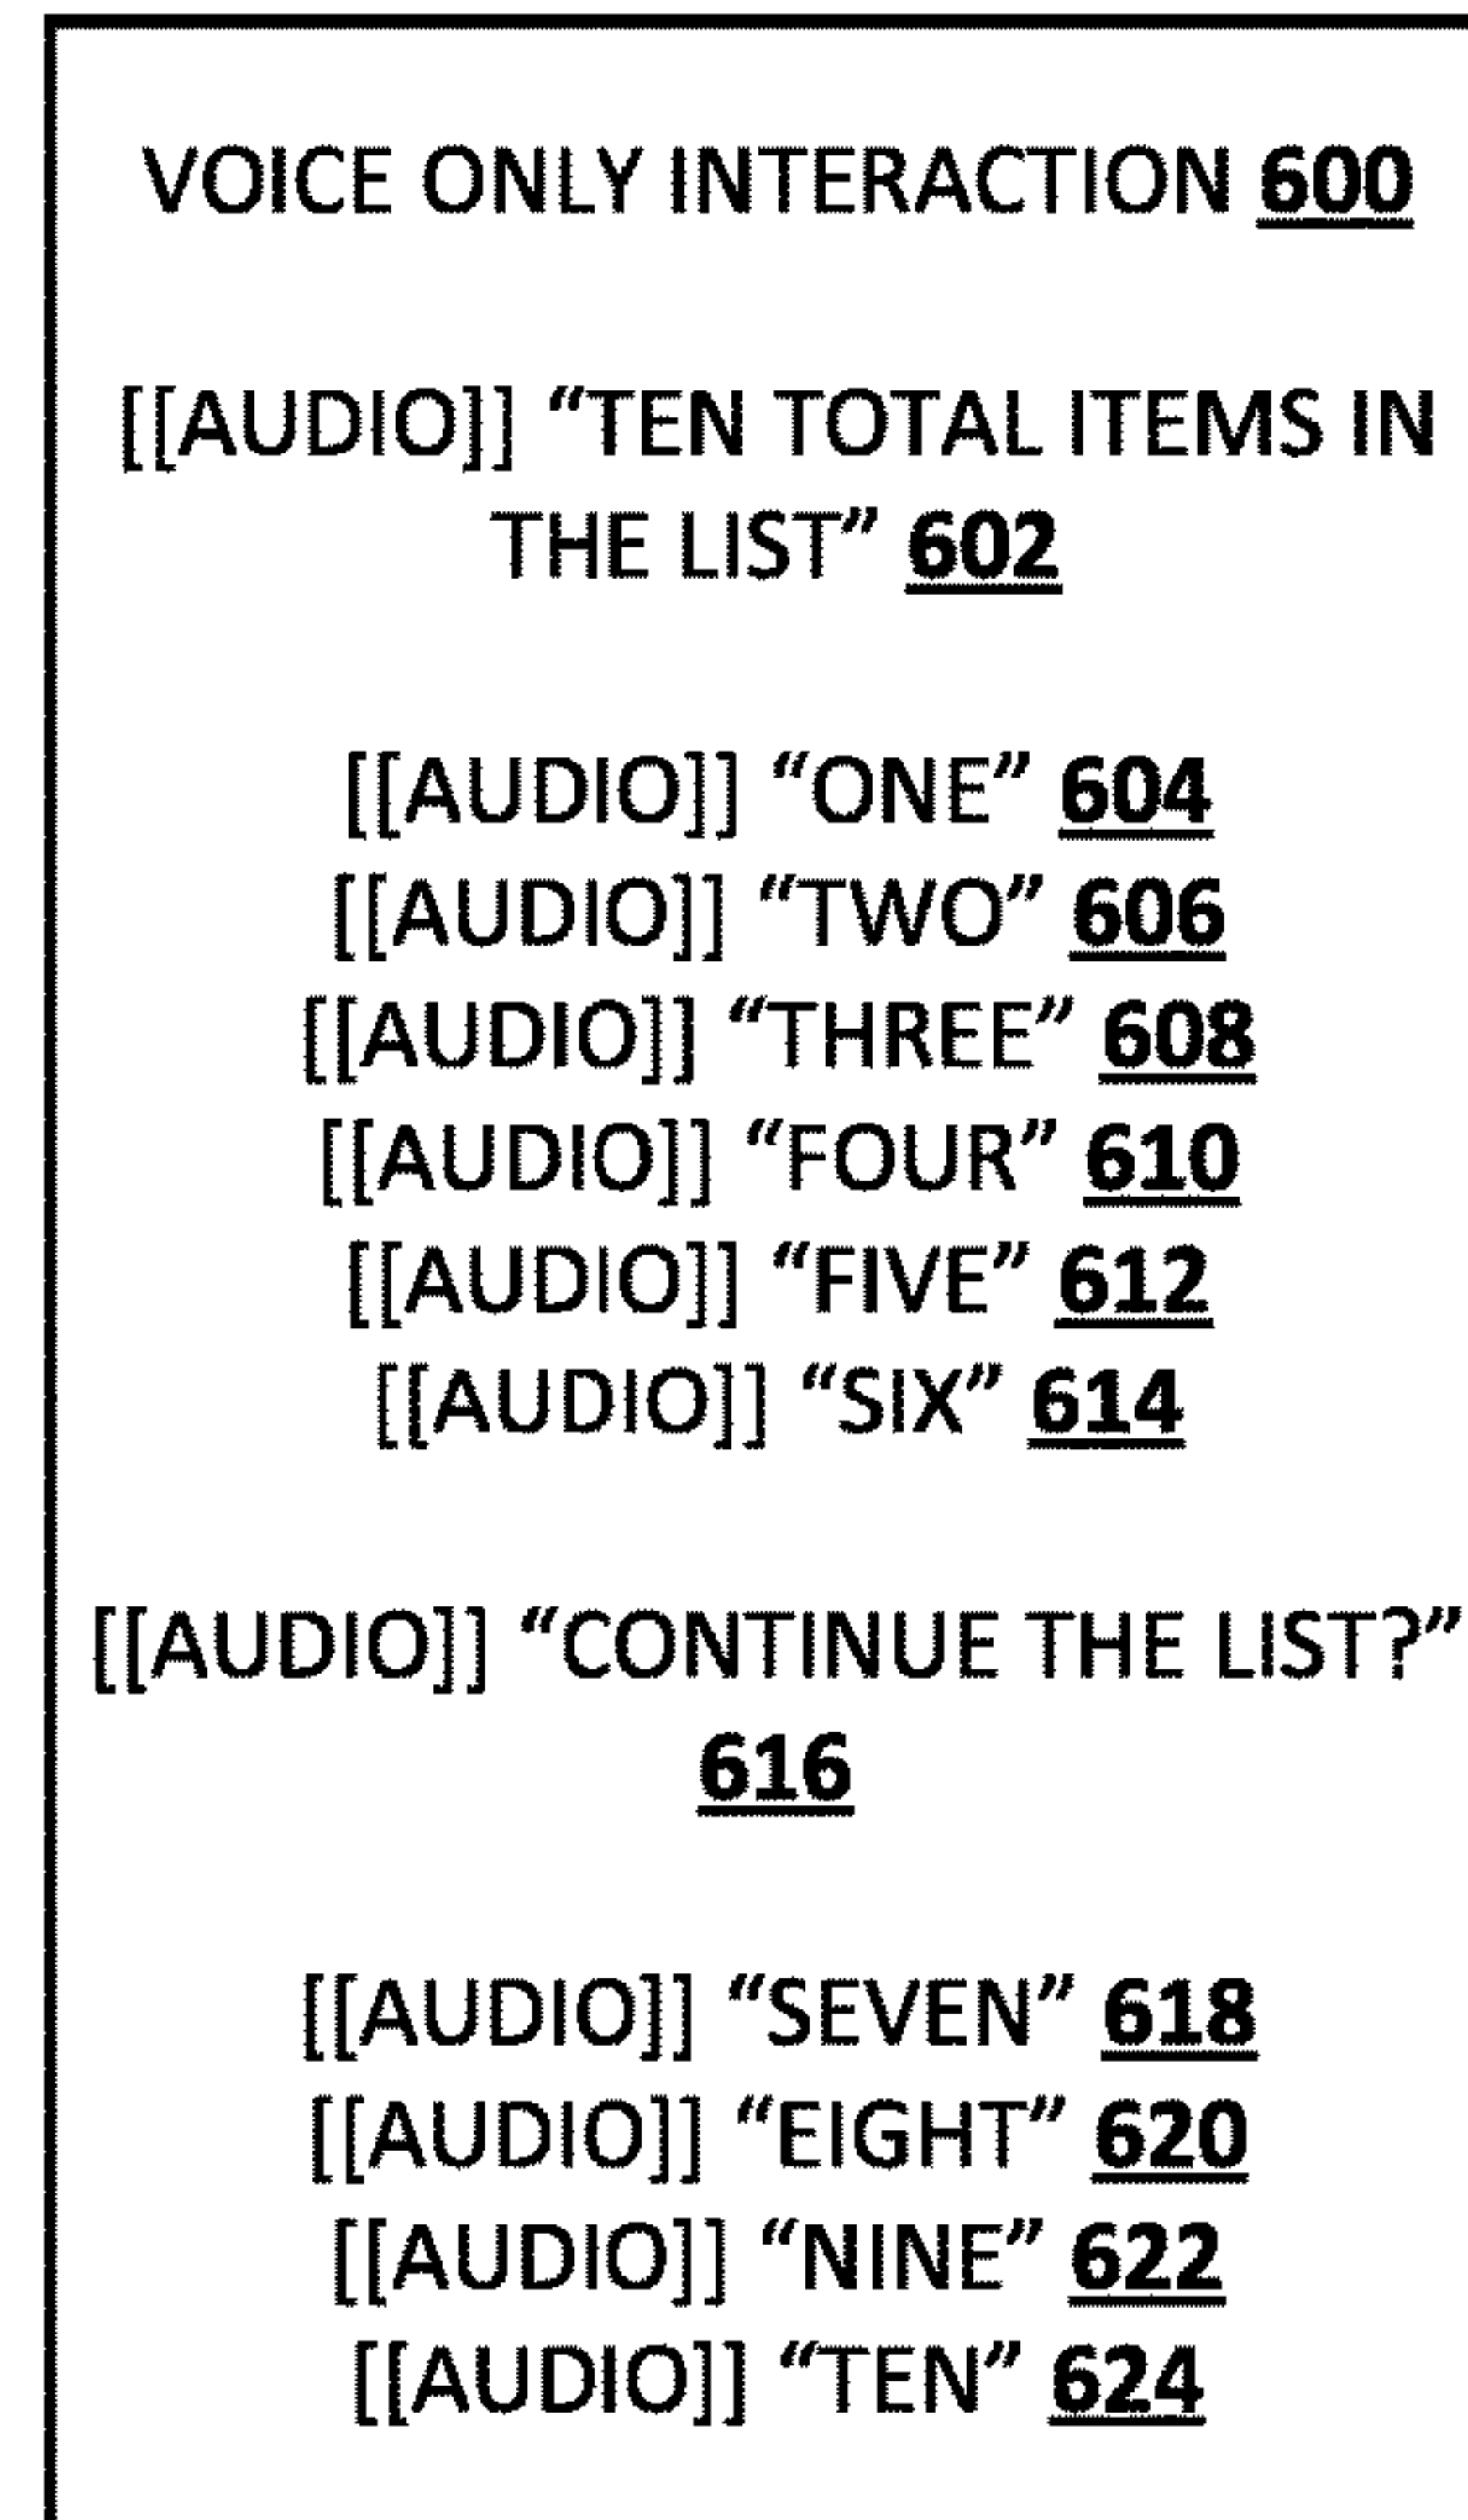 VOICE ONLY INTERACTION 600
[[AUDIO]] “TEN TOTAL ITEMS IN
THE LIST” 602
[[AUDIO]] “ONE” 604
[[AUDIO]] “TWO” 606
[[AUDIO]] “THREE” 608
[[AUDIO]] “FOUR” 610
[[AUDIO]] “FIVE” 612
[[AUDIO]] “SIX” 614
[[AUDIO]] “CONTINUE THE LIST?”
616
[[AUDIO]] “SEVEN” 618
[[AUDIO]] “EIGHT” 620
[[AUDIO]] “NINE” 622
[[AUDIO]] “TEN” 624